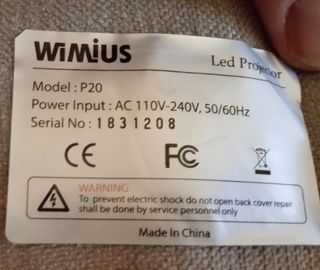 WiMiUS
Led Projector
Model : P20
Power Input : AC 110V-240V, 50/60Hz
Serial No : 1831208
CE FC
WARNING
To prevent electric shock do not open back cover repair
shall be done by service personnel only
Made In China